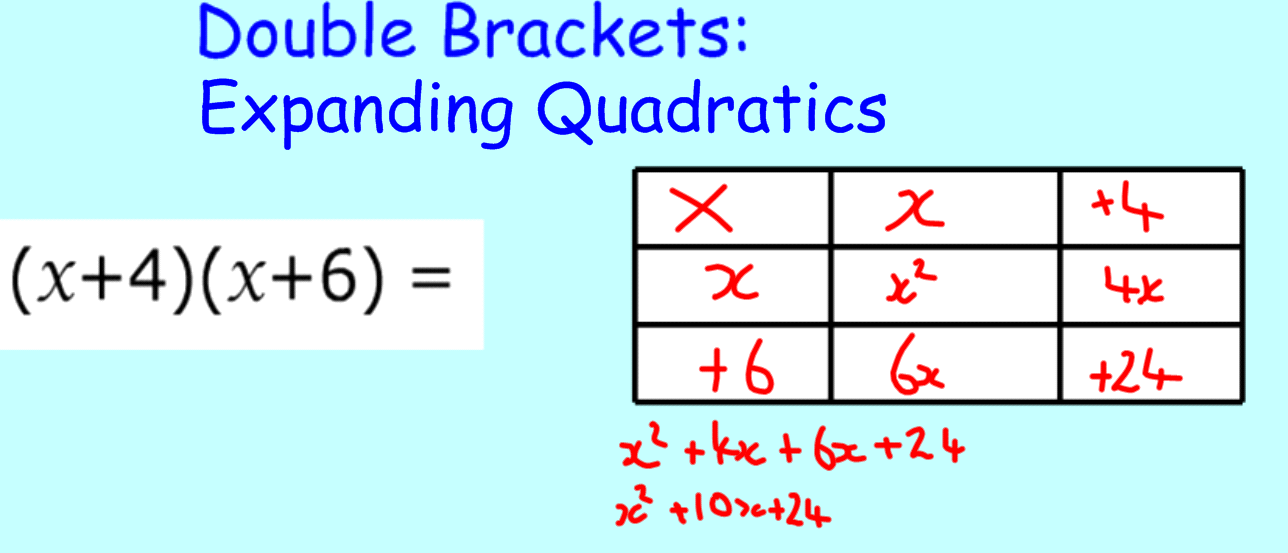 Double Brackets:
Expanding Quadratics
(x+4)(x+6) =
× x +4
x x² 4x
+6 6x +24
x² + 4x + 6x + 24
x² + 10x + 24